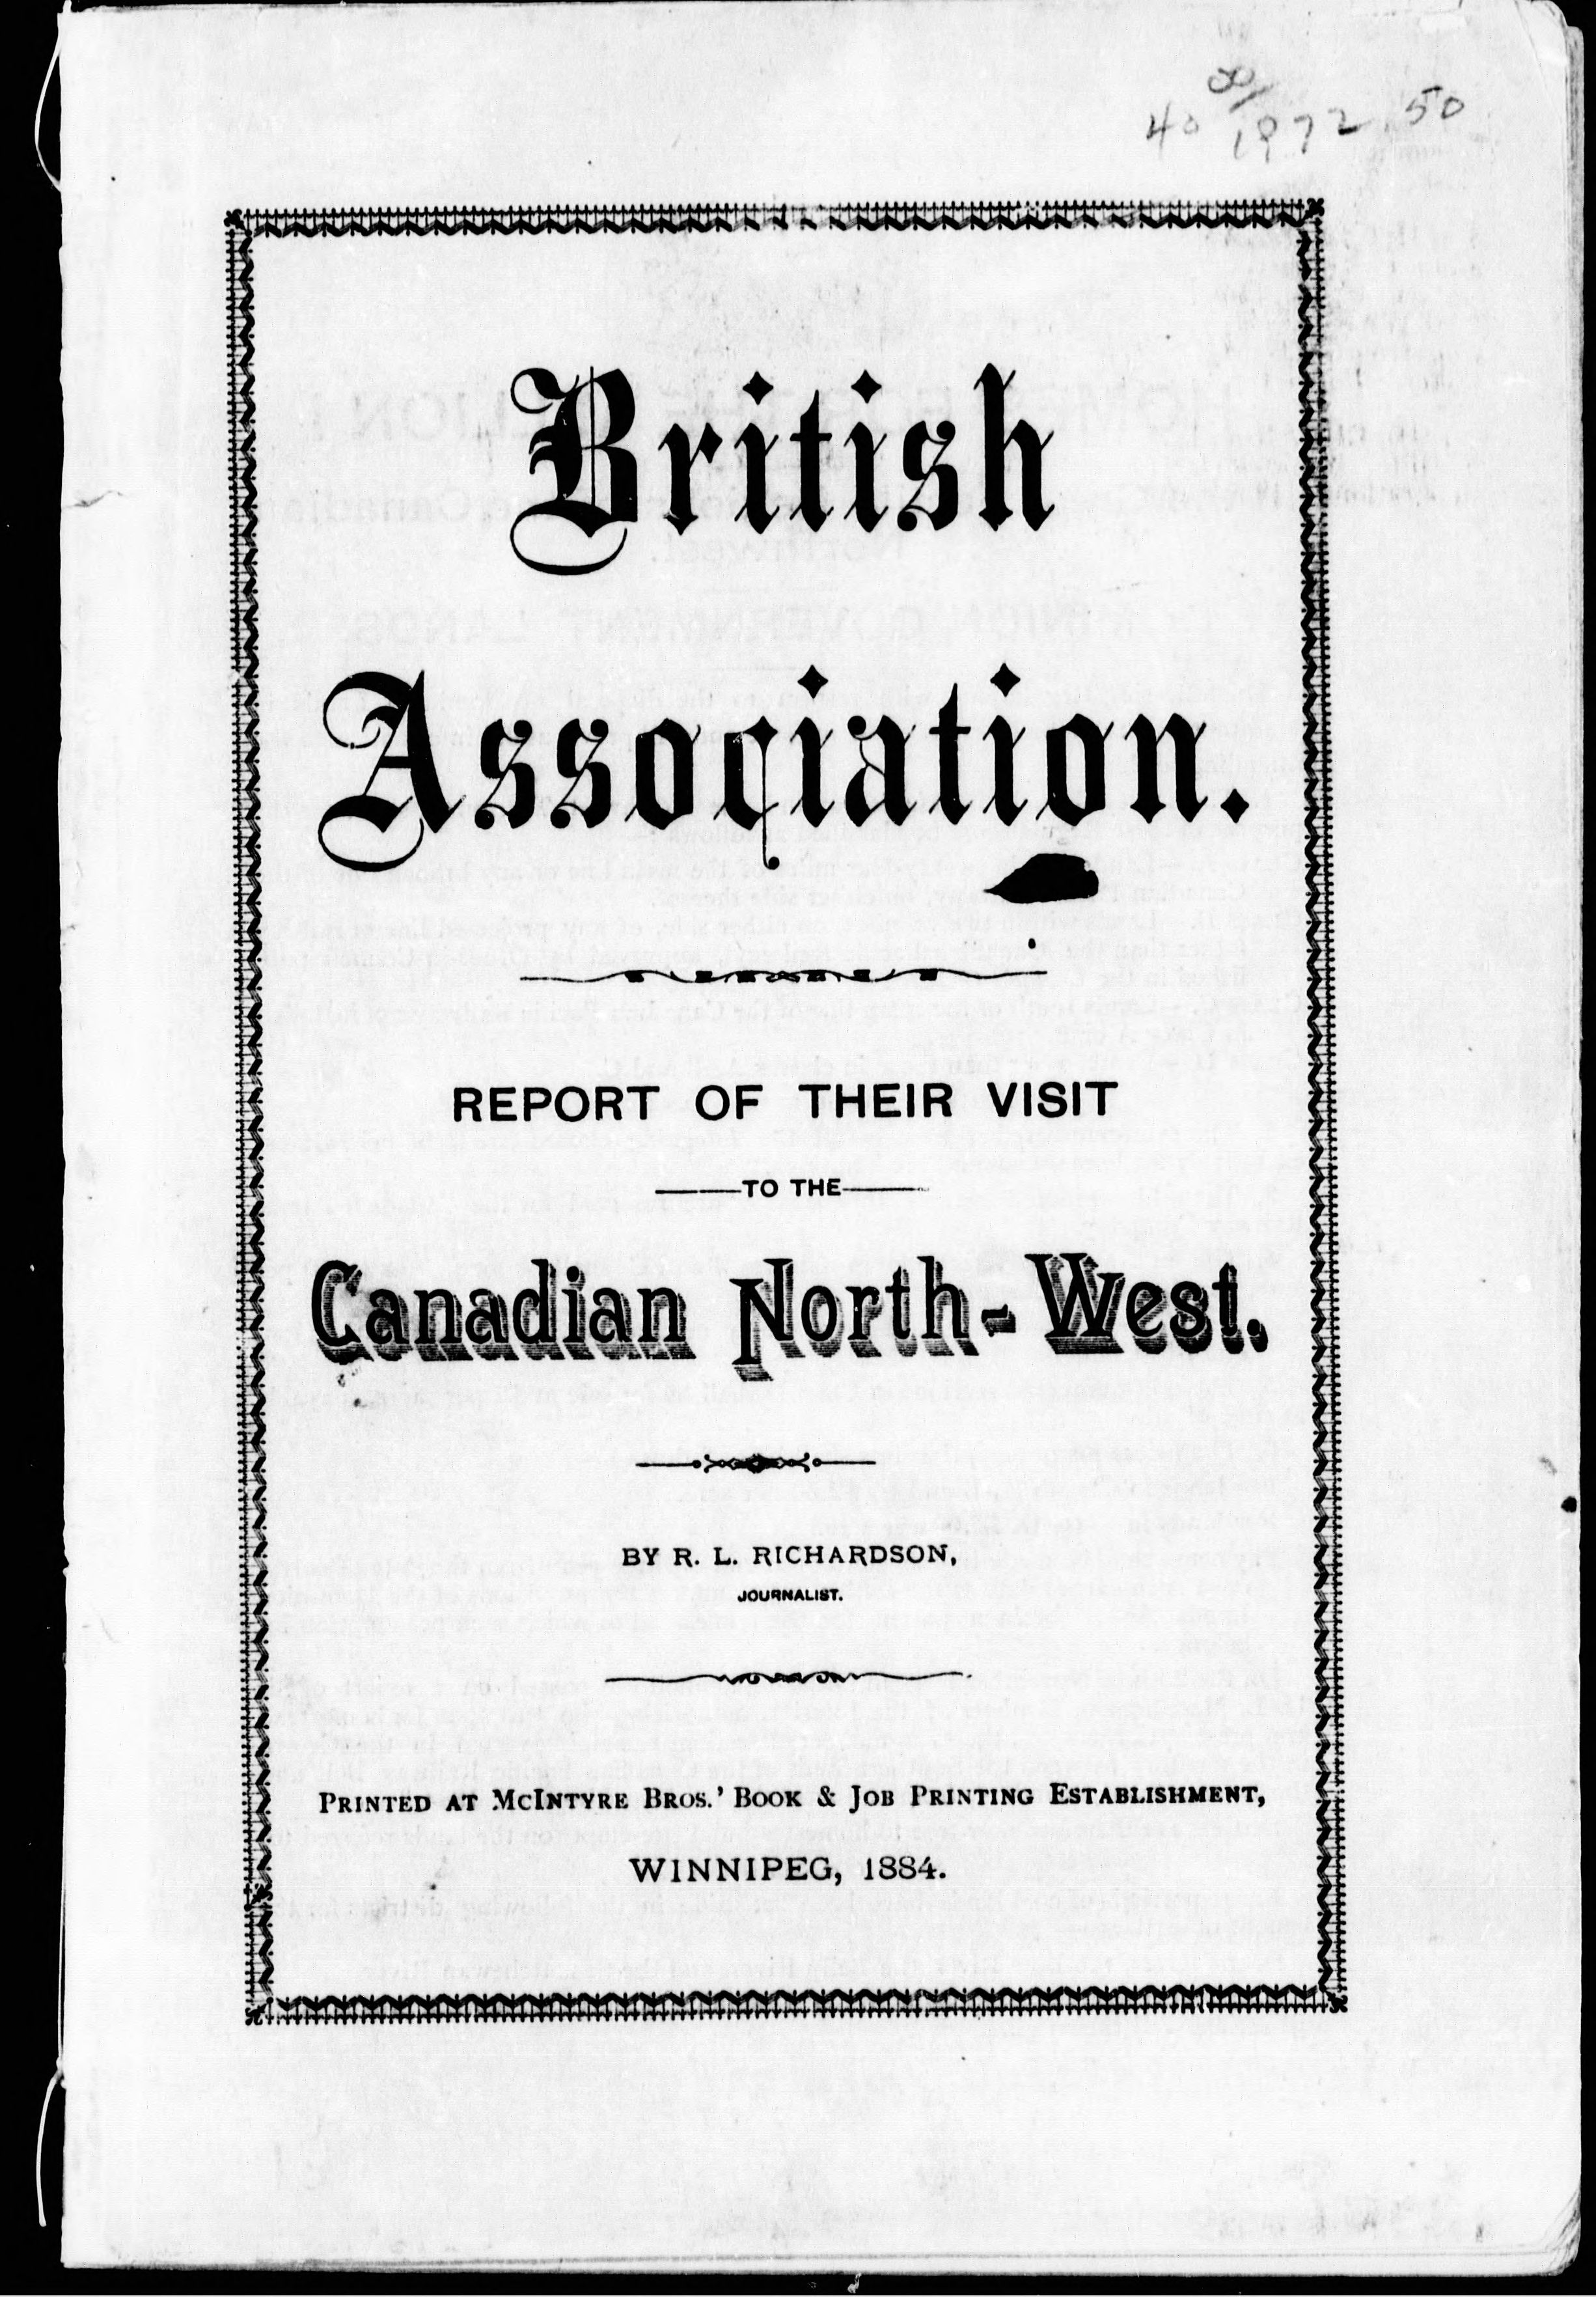 40 00/1972.50
British
Association.
REPORT OF THEIR VISIT
TO THE
Canadian North-West.
BY R. L. RICHARDSON,
JOURNALIST.
PRINTED AT MCINTYRE BROS.' BOOK & JOB PRINTING ESTABLISHMENT,
WINNIPEG, 1884.